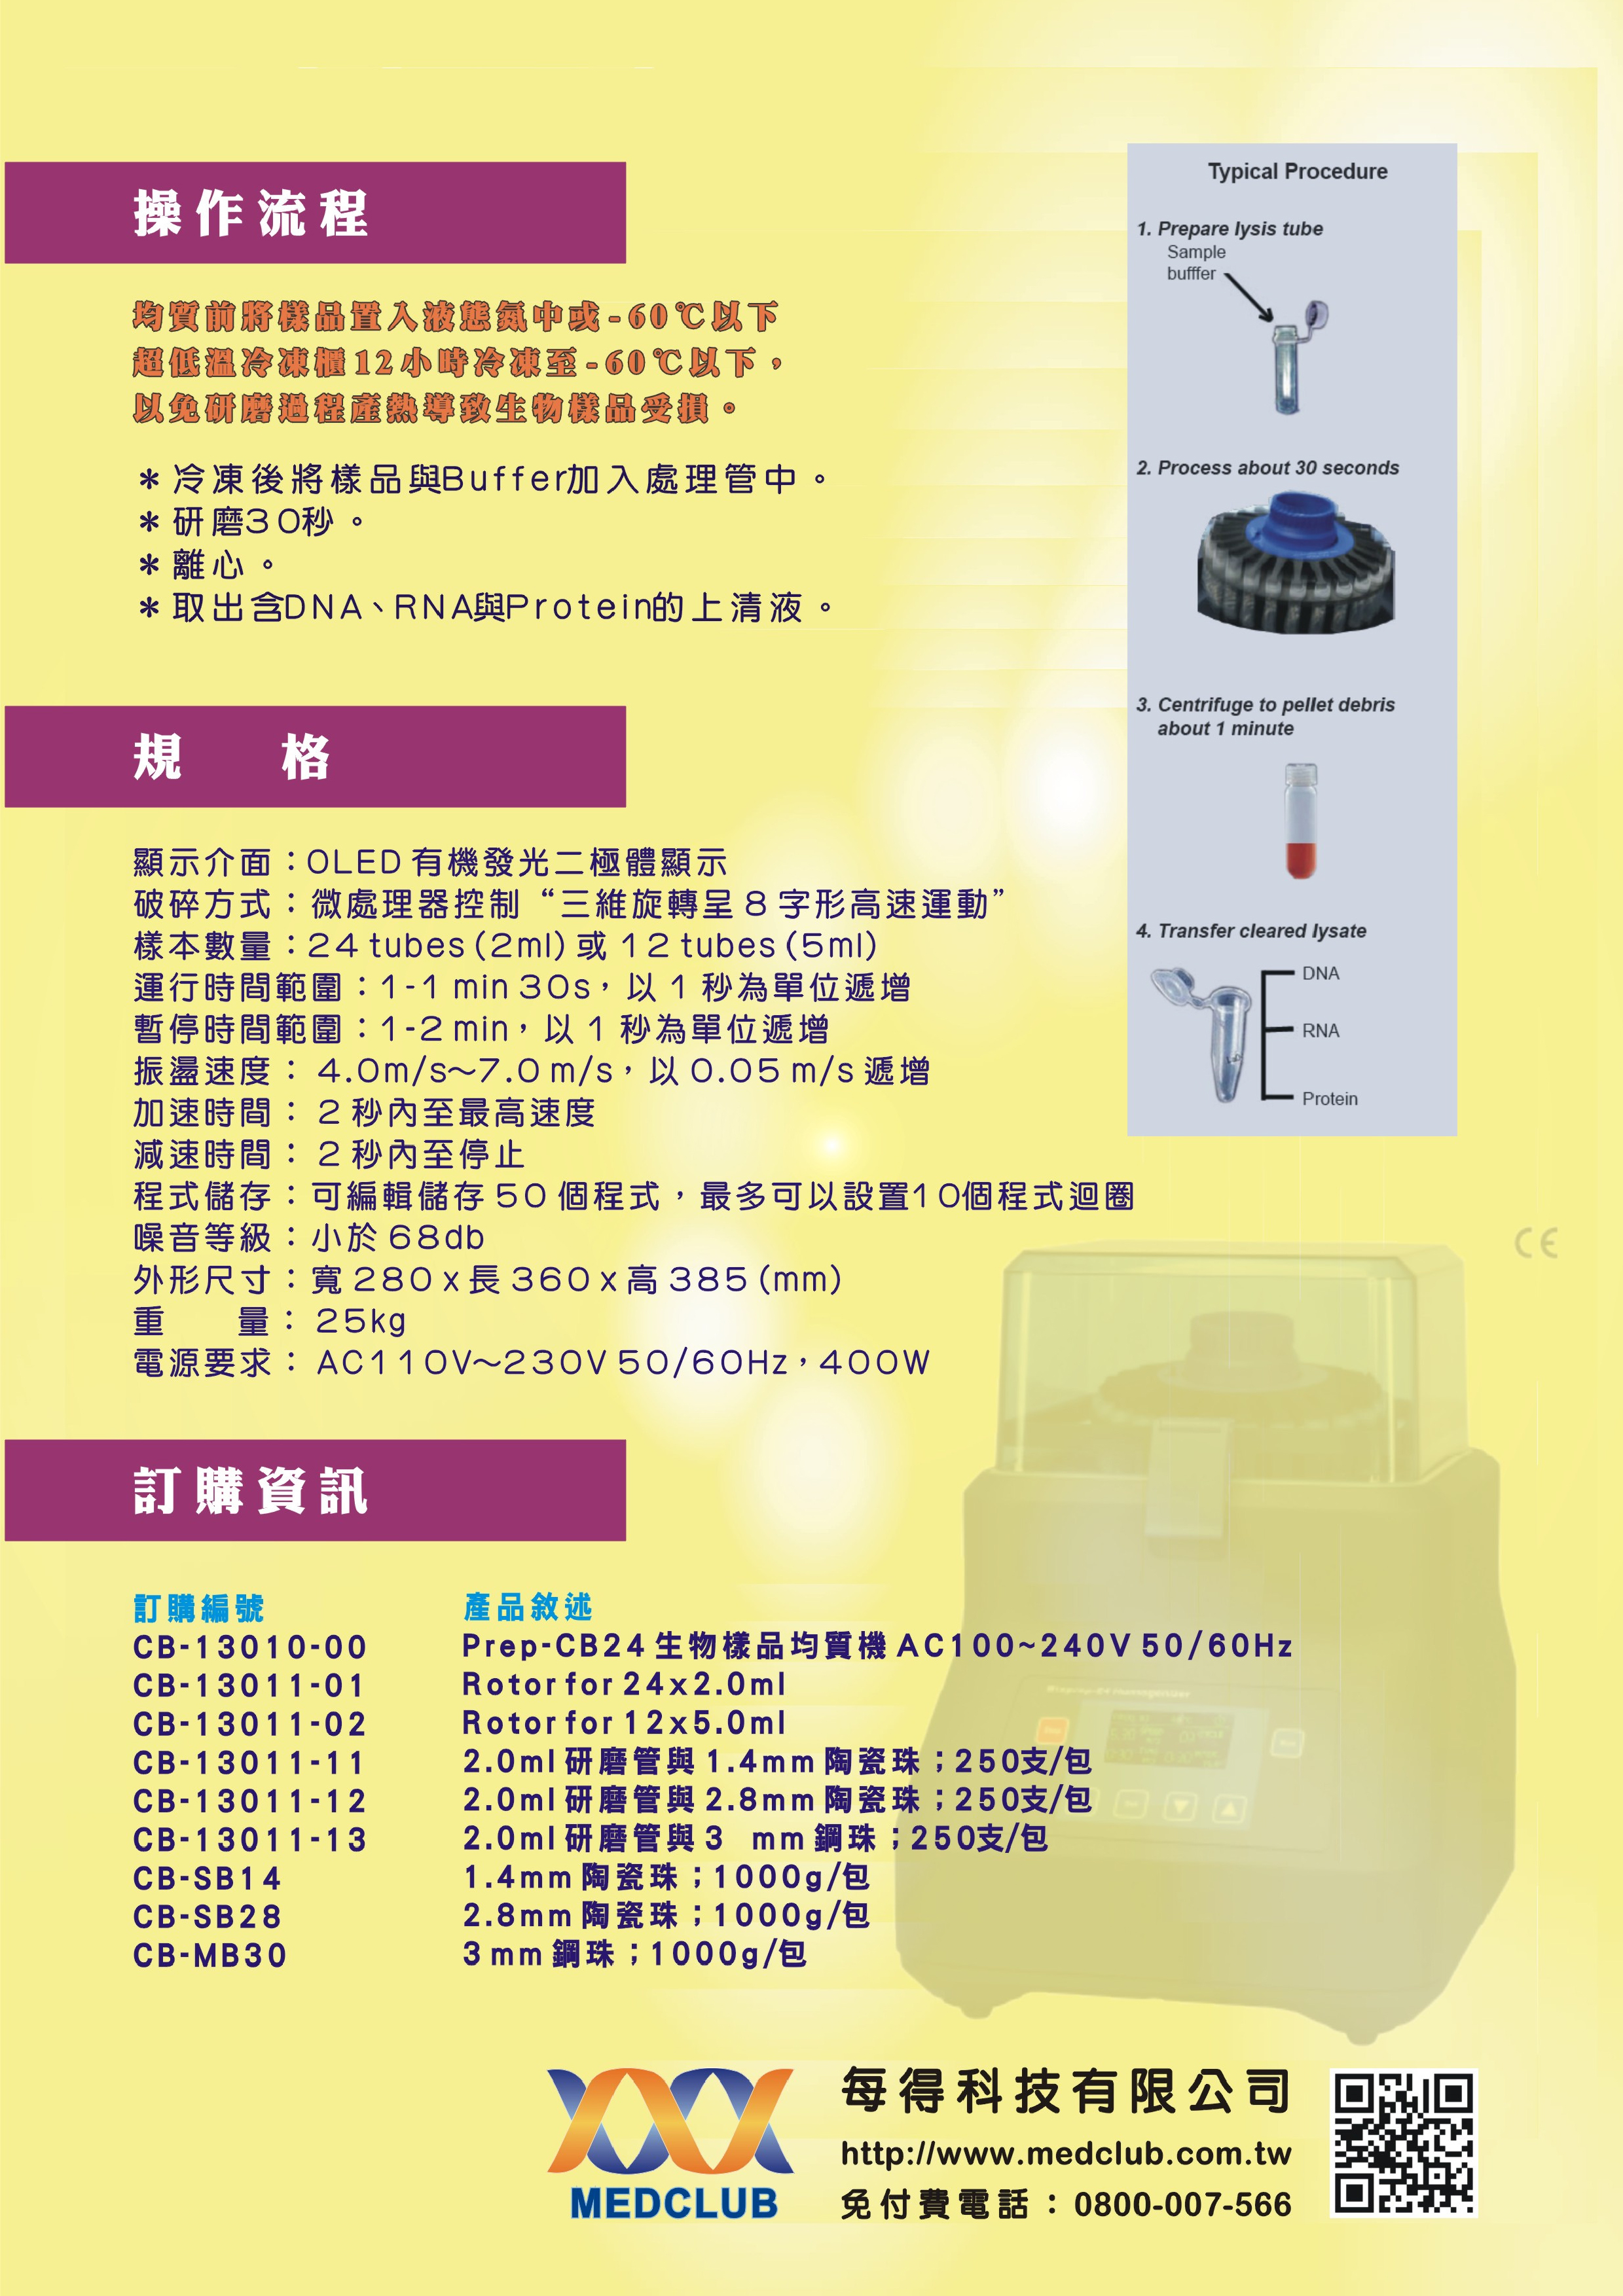 操作流程
均質前將樣品置入液態氮中或-60℃以下
超低溫冷凍櫃12小時冷凍至-60℃以下，
以免研磨過程產熱導致生物樣品受損。
＊冷凍後將樣品與Buffer加入處理管中。
＊研磨30秒。
＊離心。
＊取出含DNA、RNA與Protein的上清液。
Typical Procedure
1. Prepare lysis tube
Sample
bufffer
2. Process about 30 seconds
3. Centrifuge to pellet debris
about 1 minute
4. Transfer cleared lysate
DNA
RNA
Protein
規 格
顯示介面：OLED 有機發光二極體顯示
破碎方式：微處理器控制“三維旋轉呈 8 字形高速運動”
樣本數量：24 tubes (2ml) 或 12 tubes (5ml)
運行時間範圍：1-1 min 30s，以 1 秒為單位遞增
暫停時間範圍：1-2 min，以 1 秒為單位遞增
振盪速度： 4.0m/s～7.0 m/s，以 0.05 m/s 遞增
加速時間： 2 秒內至最高速度
減速時間： 2 秒內至停止
程式儲存：可編輯儲存 50 個程式，最多可以設置10個程式迴圈
噪音等級：小於 68db
外形尺寸：寬 280 x 長 360 x 高 385 (mm)
重 量： 25kg
電源要求： AC110V～230V 50/60Hz，400W
CE
訂購資訊
訂購編號 產品敘述
CB-13010-00 Prep-CB24 生物樣品均質機 AC100~240V 50/60Hz
CB-13011-01 Rotor for 24x2.0ml
CB-13011-02 Rotor for 12x5.0ml
CB-13011-11 2.0ml 研磨管與 1.4mm 陶瓷珠；250支/包
CB-13011-12 2.0ml 研磨管與 2.8mm 陶瓷珠；250支/包
CB-13011-13 2.0ml 研磨管與 3 mm 鋼珠；250支/包
CB-SB14 1.4mm 陶瓷珠；1000g/包
CB-SB28 2.8mm 陶瓷珠；1000g/包
CB-MB30 3 mm 鋼珠；1000g/包
MEDCLUB
每得科技有限公司
http://www.medclub.com.tw
免付費電話：0800-007-566